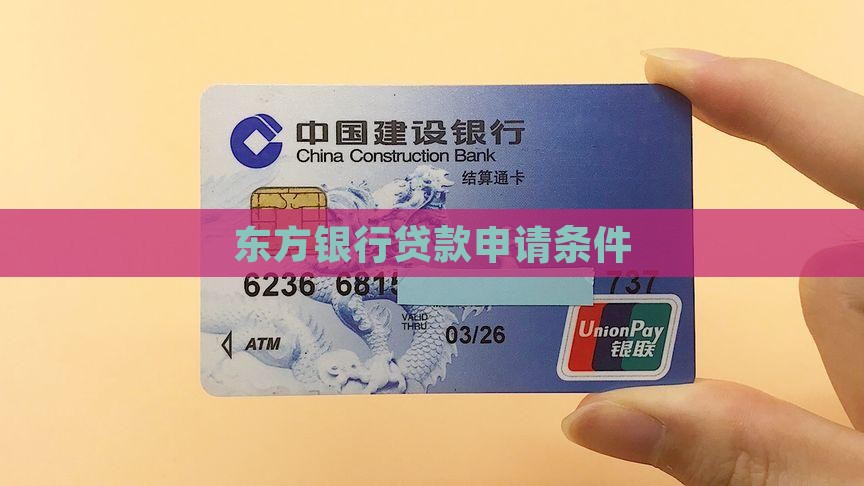 中国建设银行
China Construction Bank
结算通卡
东方银行贷款申请条件
6236 6815 737
VALID THRU 03/26
ATM
UnionPay
银联